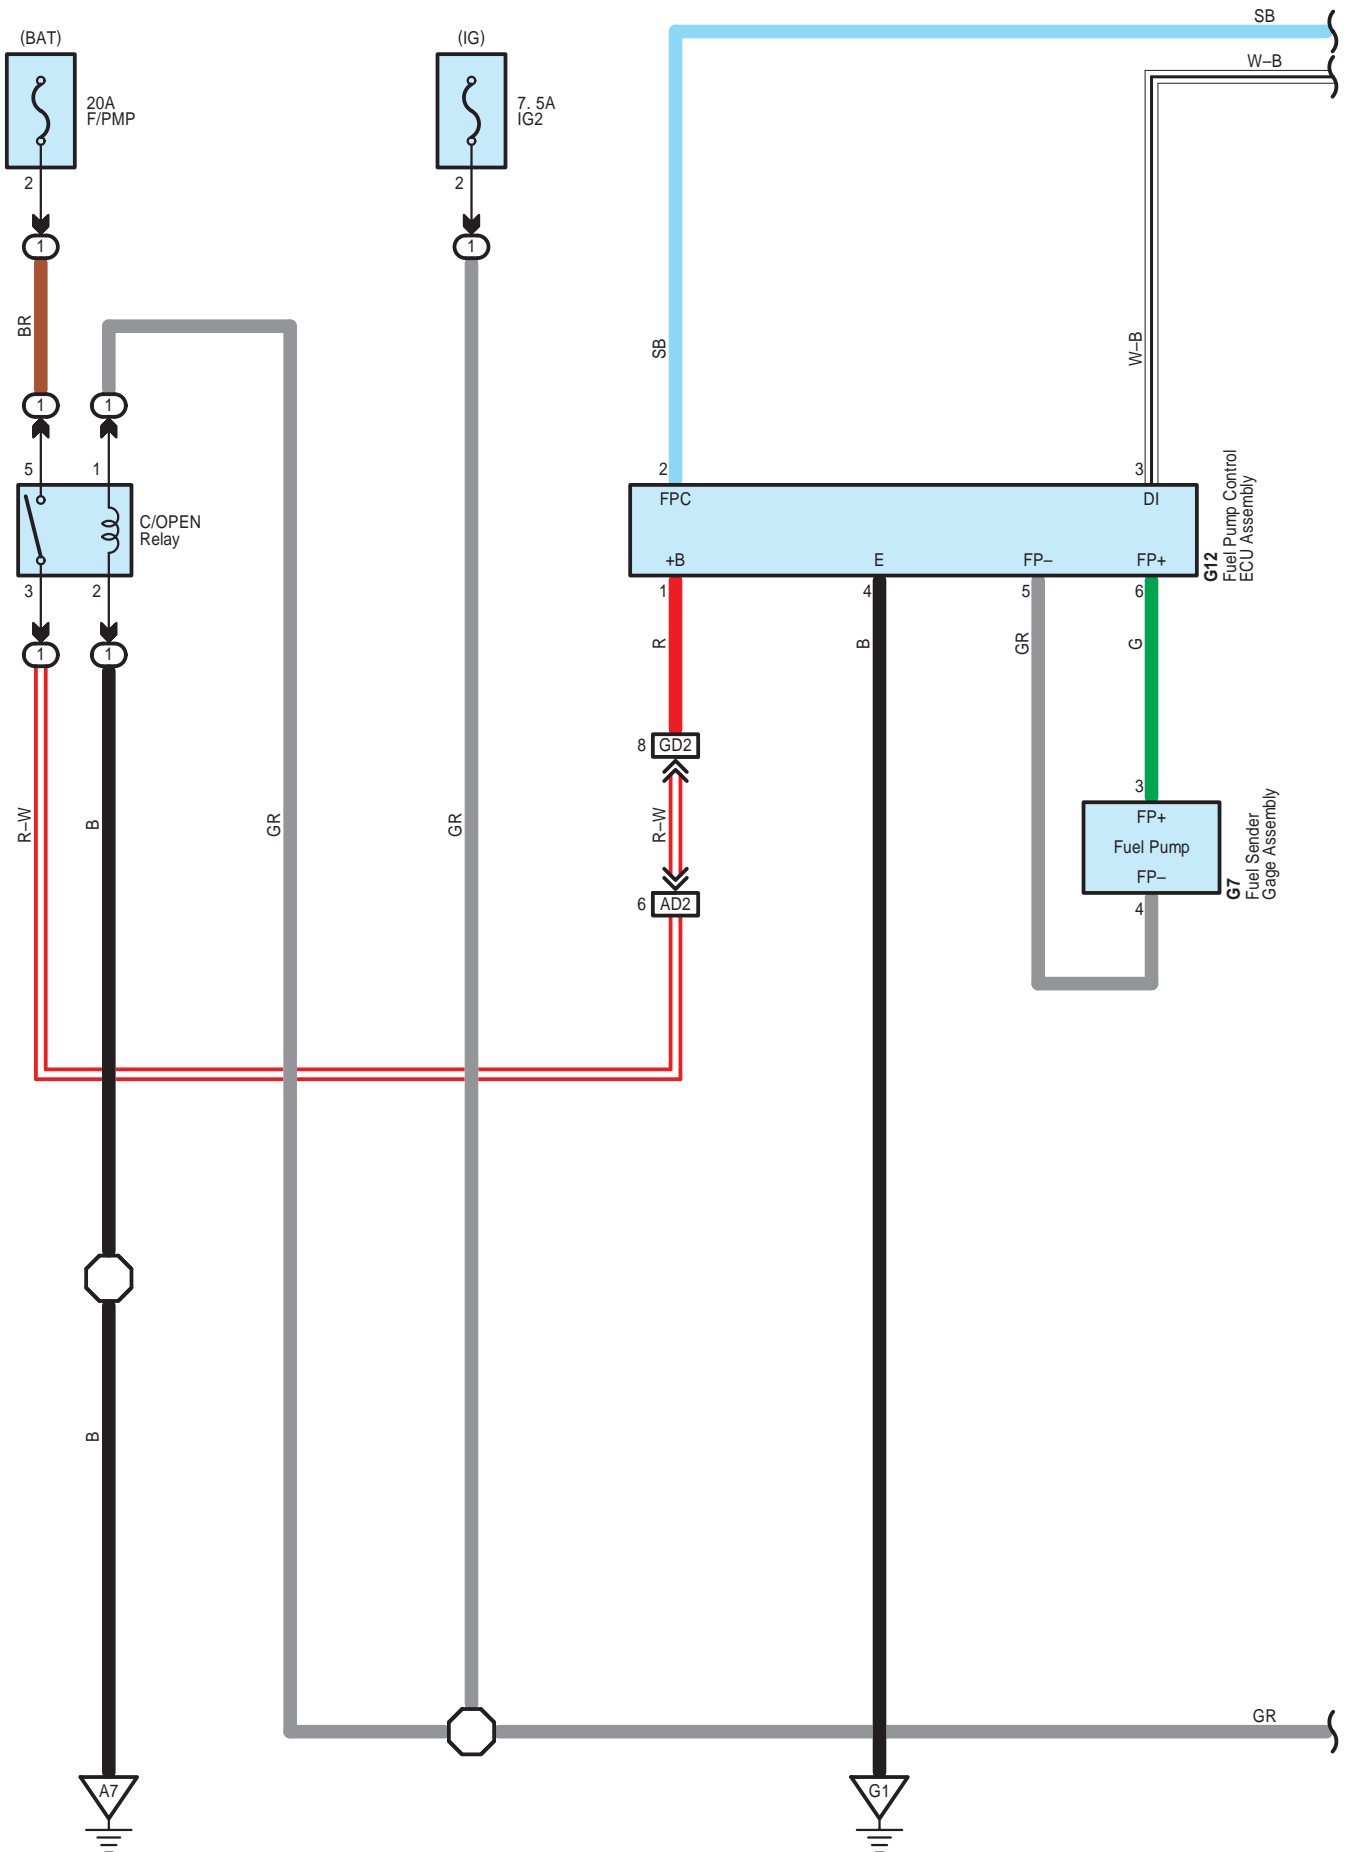 (BAT)
(IG)
SB
W–B
20A
F/PMP
7. 5A
IG2
2
2
1
1
BR
SB
W–B
1
1
5
1
2
3
C/OPEN
Relay
FPC
DI
+B
E
FP–
FP+
G12
Fuel Pump Control
ECU Assembly
3
2
1
4
5
6
1
1
R
B
GR
G
8
GD2
R–W
B
GR
GR
R–W
3
FP+
Fuel Pump
FP–
G7
Fuel Sender
Gage Assembly
6
AD2
4
B
GR
A7
G1